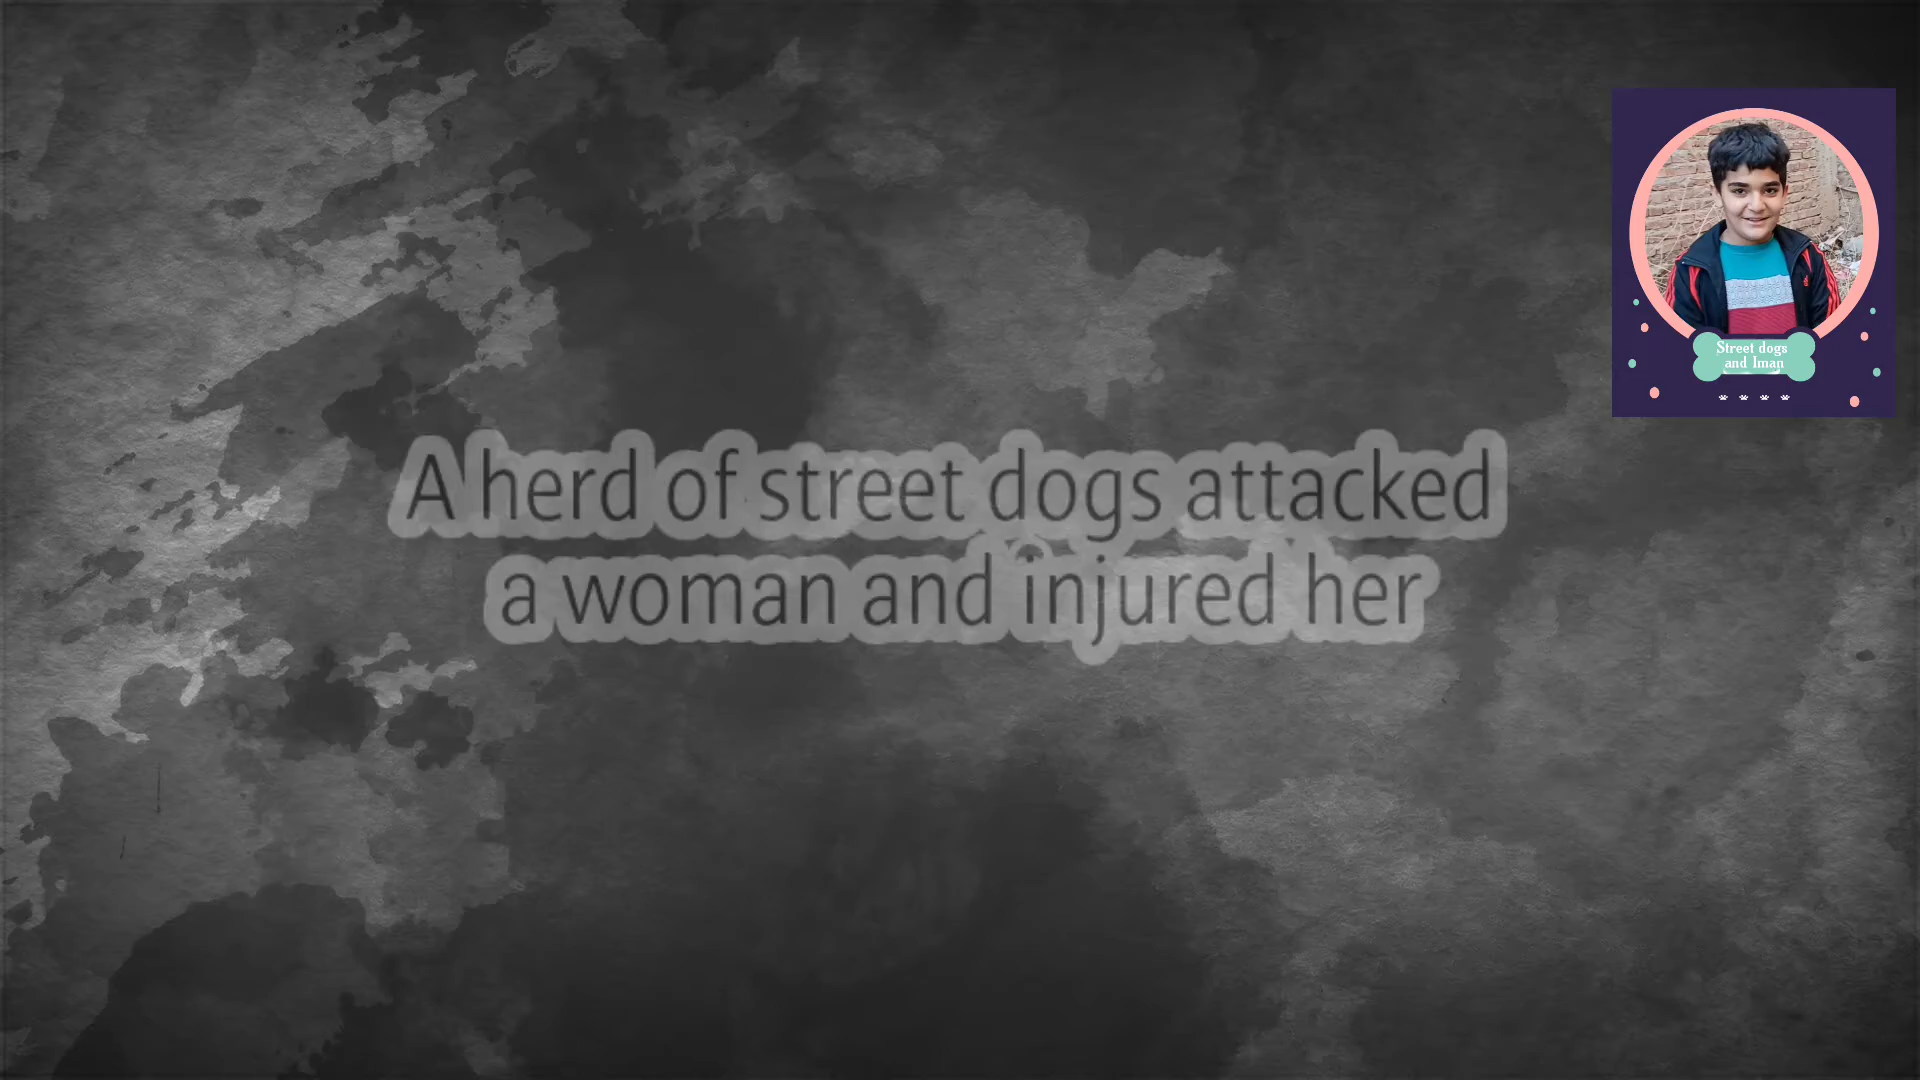 A herd of street dogs attacked
a woman and injured her
Street dogs
and Iman